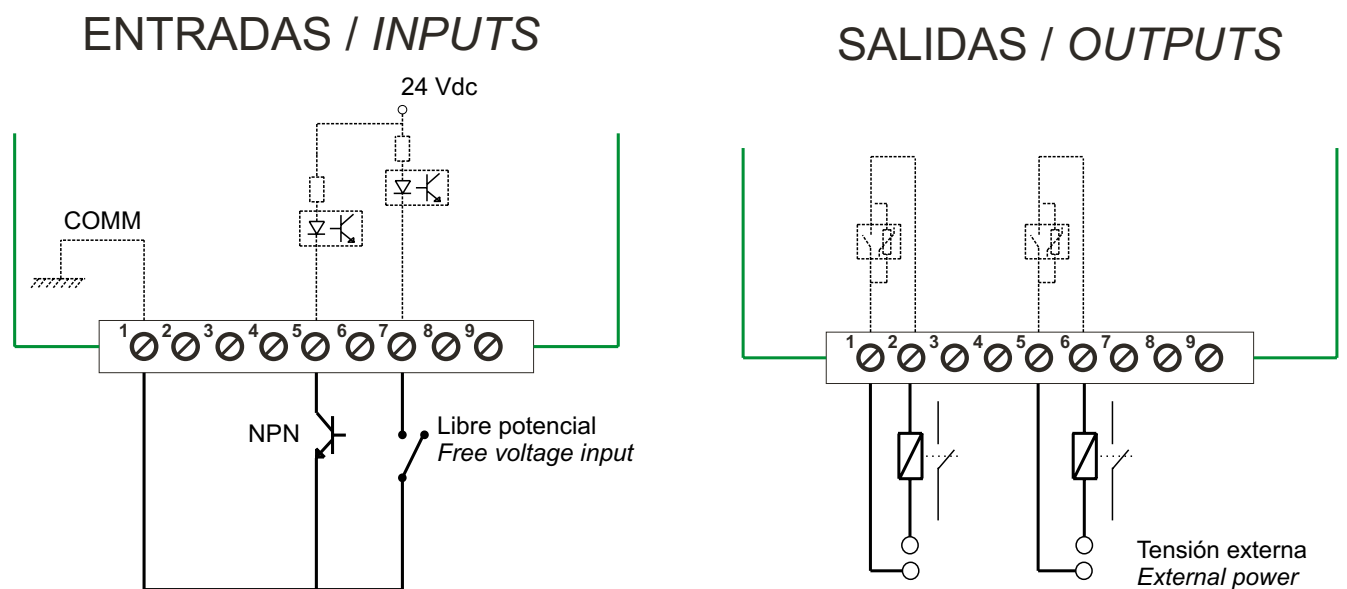 ENTRADAS / INPUTS
SALIDAS / OUTPUTS
24 Vdc
COMM
1 2 3 4 5 6 7 8 9
1 2 3 4 5 6 7 8 9
NPN
Libre potencial
Free voltage input
Tensión externa
External power